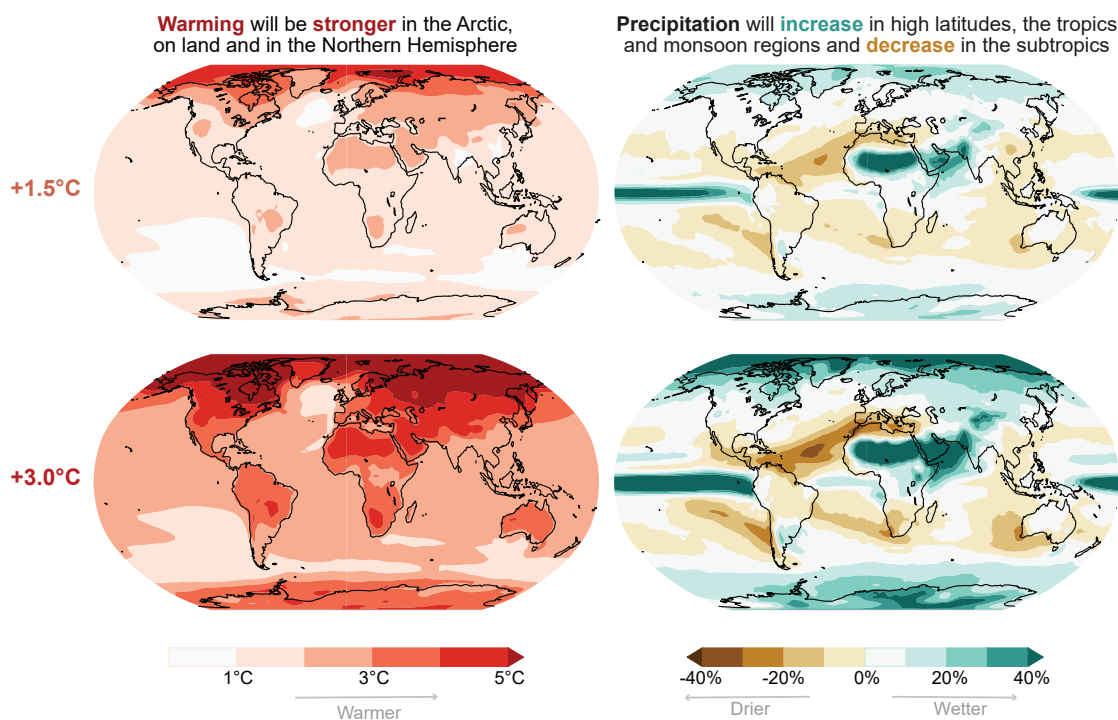 Warming will be stronger in the Arctic,
on land and in the Northern Hemisphere
Precipitation will increase in high latitudes, the tropics
and monsoon regions and decrease in the subtropics
+1.5°C
+3.0°C
1°C 3°C 5°C
Warmer
-40% -20% 0% 20% 40%
Drier Wetter